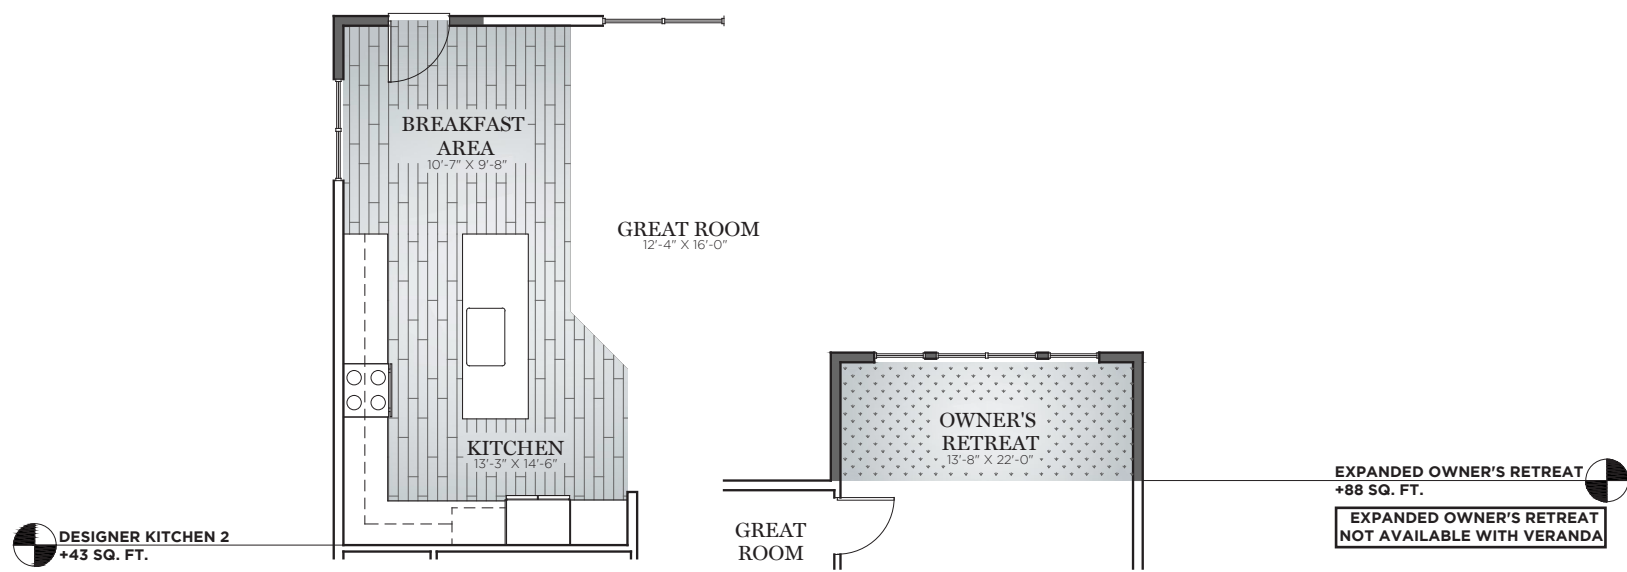 BREAKFAST
AREA
10'-7" X 9'-8"
GREAT ROOM
12'-4" X 16'-0"
KITCHEN
13'-3" X 14'-6"
DESIGNER KITCHEN 2
+43 SQ. FT.
OWNER'S
RETREAT
13'-8" X 22'-0"
GREAT
ROOM
EXPANDED OWNER'S RETREAT
+88 SQ. FT.
EXPANDED OWNER'S RETREAT
NOT AVAILABLE WITH VERANDA